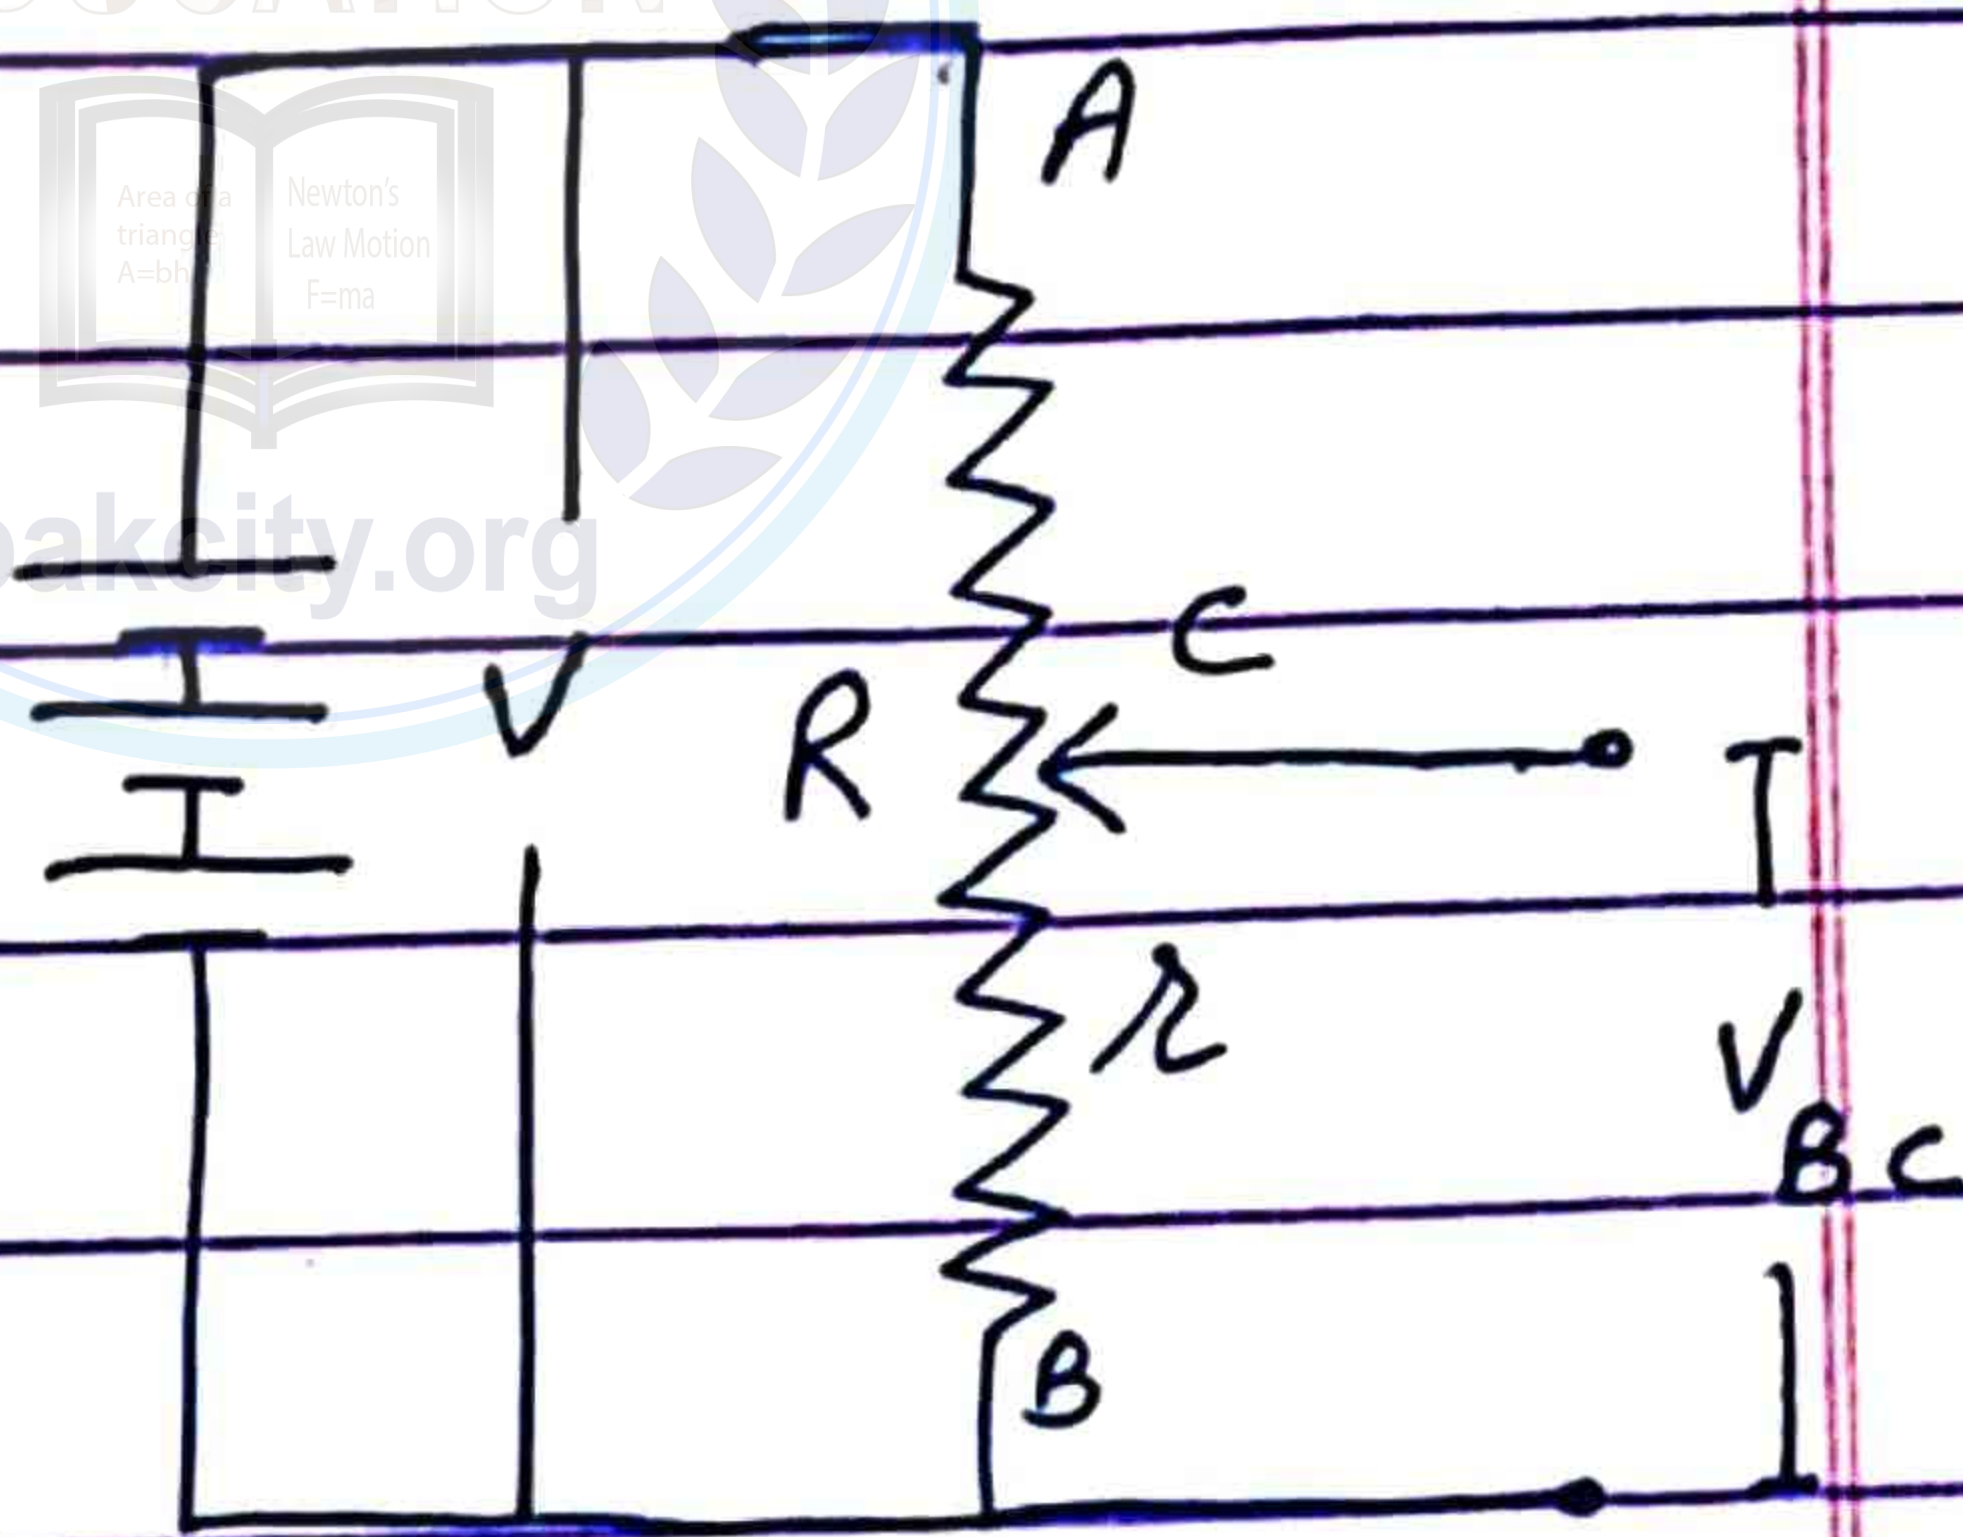 A
Area of a
triangle
A=bh
Newton's
Law Motion
F=ma
pakcity.org
C
V
R
T
r
V
BC
B